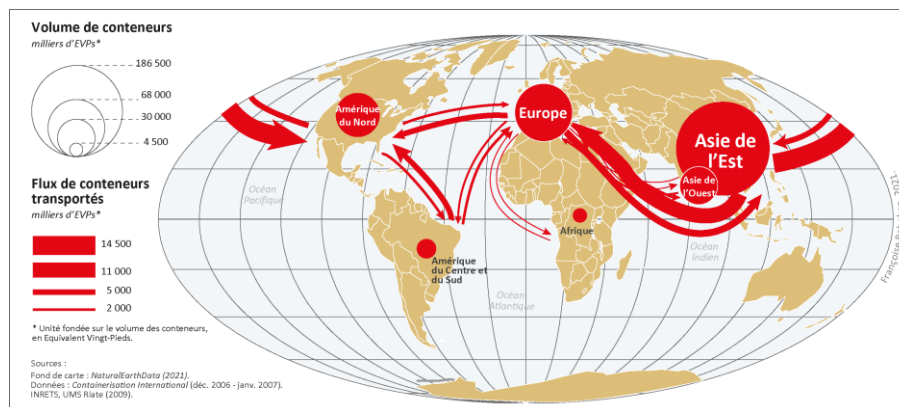 Volume de conteneurs
milliers d'EVPs*
186 500
68 000
30 000
4 500
Flux de conteneurs
transportés
milliers d'EVPs*
14 500
11 000
5 000
2 000
* Unité fondée sur le volume des conteneurs,
en Equivalent Vingt-Pieds.
Sources :
Fond de carte : NaturalEarthData (2021).
Données : Containerisation International (déc. 2006 - janv. 2007).
INRETS, UMS Riate (2009).
Amérique
du Nord
Europe
Asie de
l'Est
Asie de
l'Ouest
Océan
Pacifique
Afrique
Amérique
du Centre et
du Sud
Océan
Indien
Océan
Atlantique
Françoise 2021.